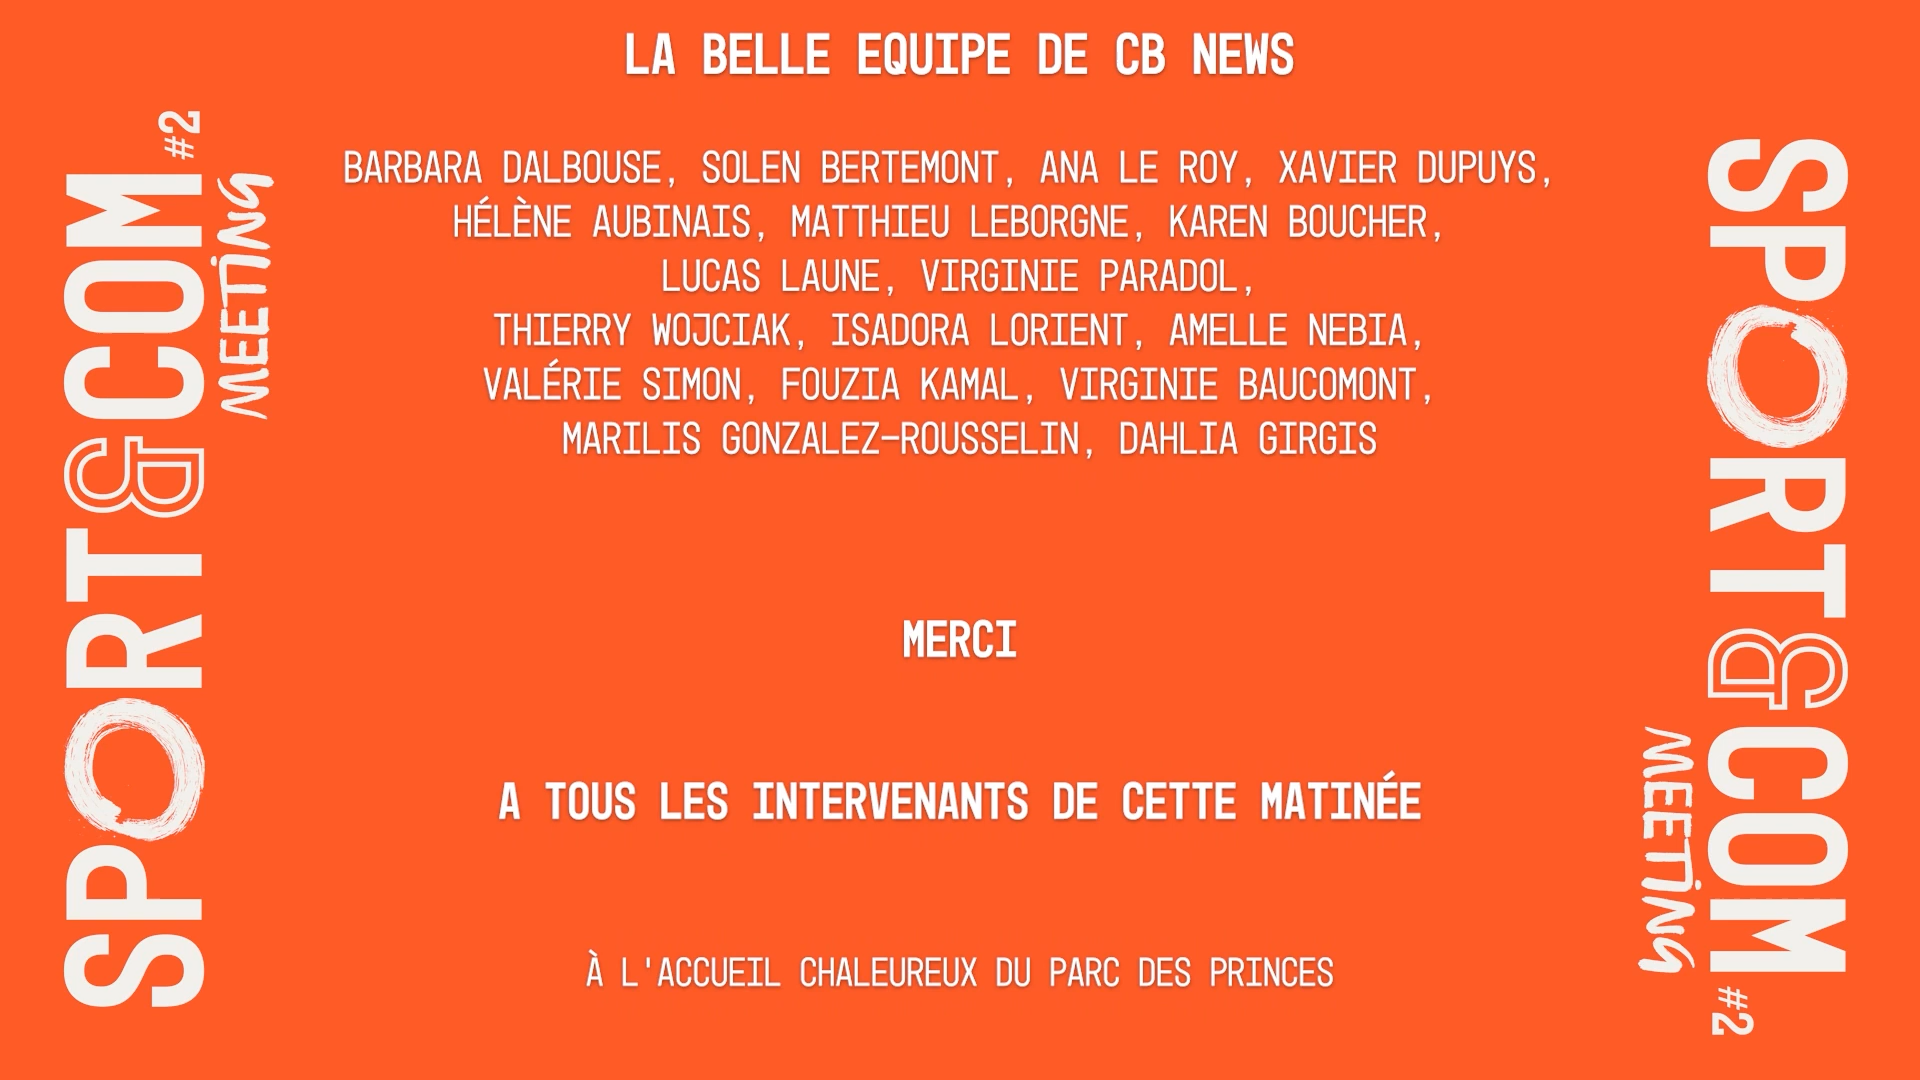 LA BELLE EQUIPE DE CB NEWS
BARBARA DALBOUSE, SOLEN BERTEMONT, ANA LE ROY, XAVIER DUPUYS,
HÉLÈNE AUBINAIS, MATTHIEU LEBORGNE, KAREN BOUCHER,
LUCAS LAUNE, VIRGINIE PARADOL,
THIERRY WOJCIAK, ISADORA LORIENT, AMELLE NEBIA,
VALÉRIE SIMON, FOUZIA KAMAL, VIRGINIE BAUCOMONT,
MARILIS GONZALEZ-ROUSSELIN, DAHLIA GIRGIS
MERCI
A TOUS LES INTERVENANTS DE CETTE MATINÉE
À L'ACCUEIL CHALEUREUX DU PARC DES PRINCES
SPORT&COM #2
MEETING
SPORT&COM #2
MEETING